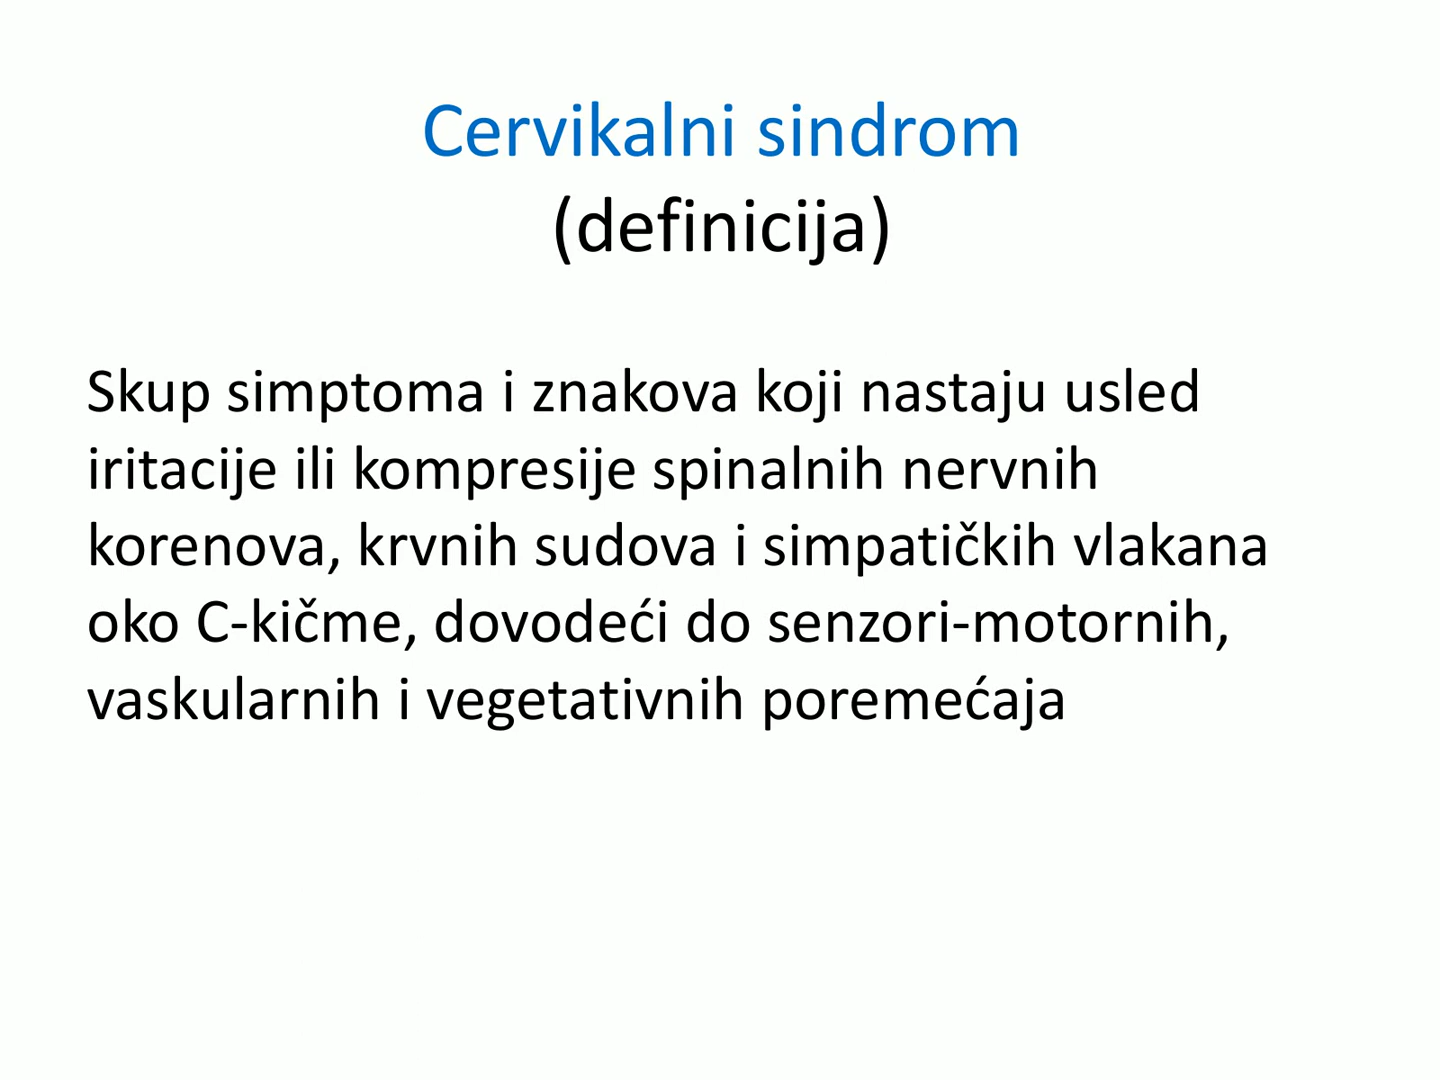 Cervikalni sindrom
(definicija)
Skup simptoma i znakova koji nastaju usled
iritacije ili kompresije spinalnih nervnih
korenova, krvnih sudova i simpatičkih vlakana
oko C-kičme, dovodeći do senzori-motornih,
vaskularnih i vegetativnih poremećaja